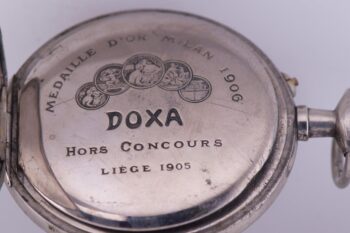 MEDAILLE D'OR MILAN 1906
DOXA
HORS CONCOURS
LIÈGE 1905